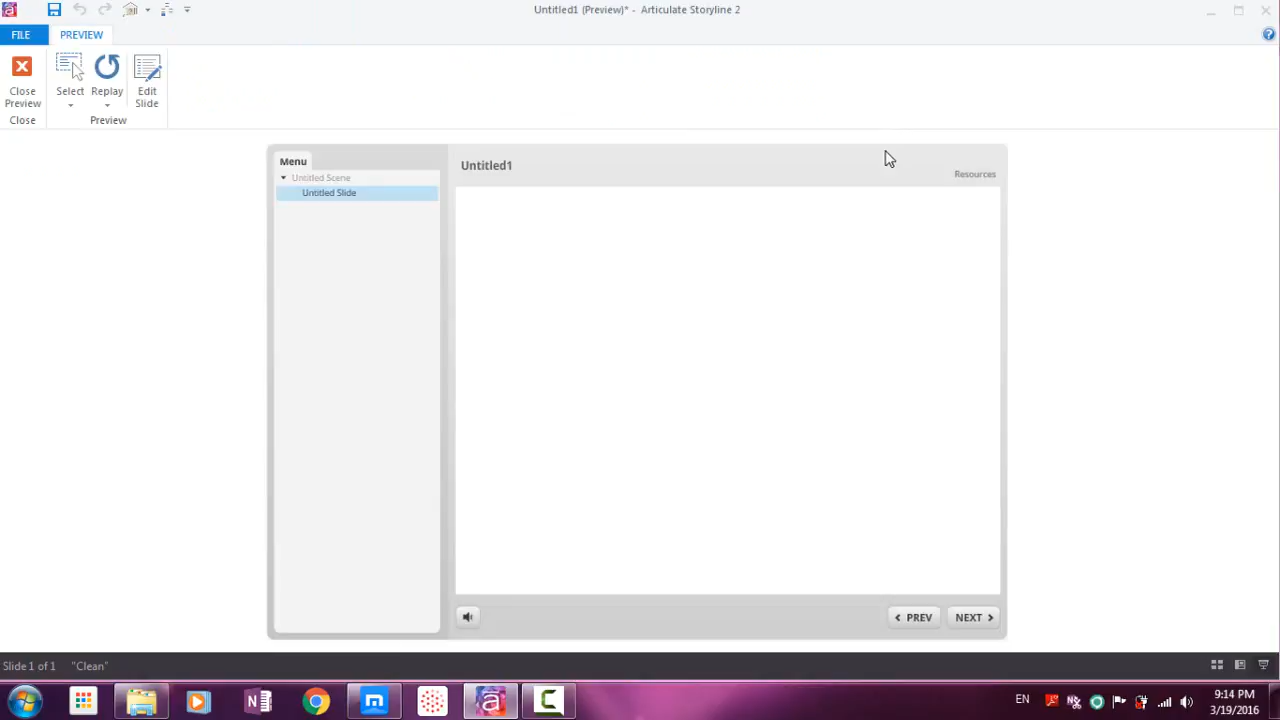 Untitled1 (Preview)* - Articulate Storyline 2
FILE
PREVIEW
Close Preview
Select
Replay
Edit Slide
Close
Preview
Menu
Untitled Scene
Untitled Slide
Untitled1
Resources
PREV
NEXT
Slide 1 of 1
"Clean"
EN
9:14 PM
3/19/2016